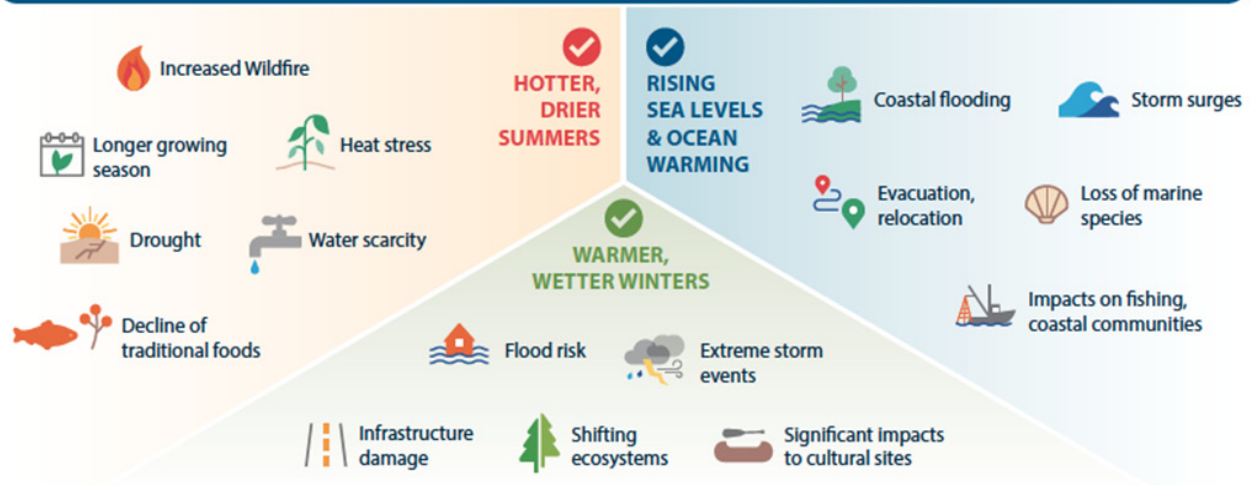 HOTTER,
DRIER
SUMMERS
Increased Wildfire
Longer growing
season
Heat stress
Drought
Water scarcity
Decline of
traditional foods
RISING
SEA LEVELS
& OCEAN
WARMING
Coastal flooding
Storm surges
Evacuation,
relocation
Loss of marine
species
Impacts on fishing,
coastal communities
WARMER,
WETTER WINTERS
Flood risk
Extreme storm
events
Infrastructure
damage
Shifting
ecosystems
Significant impacts
to cultural sites